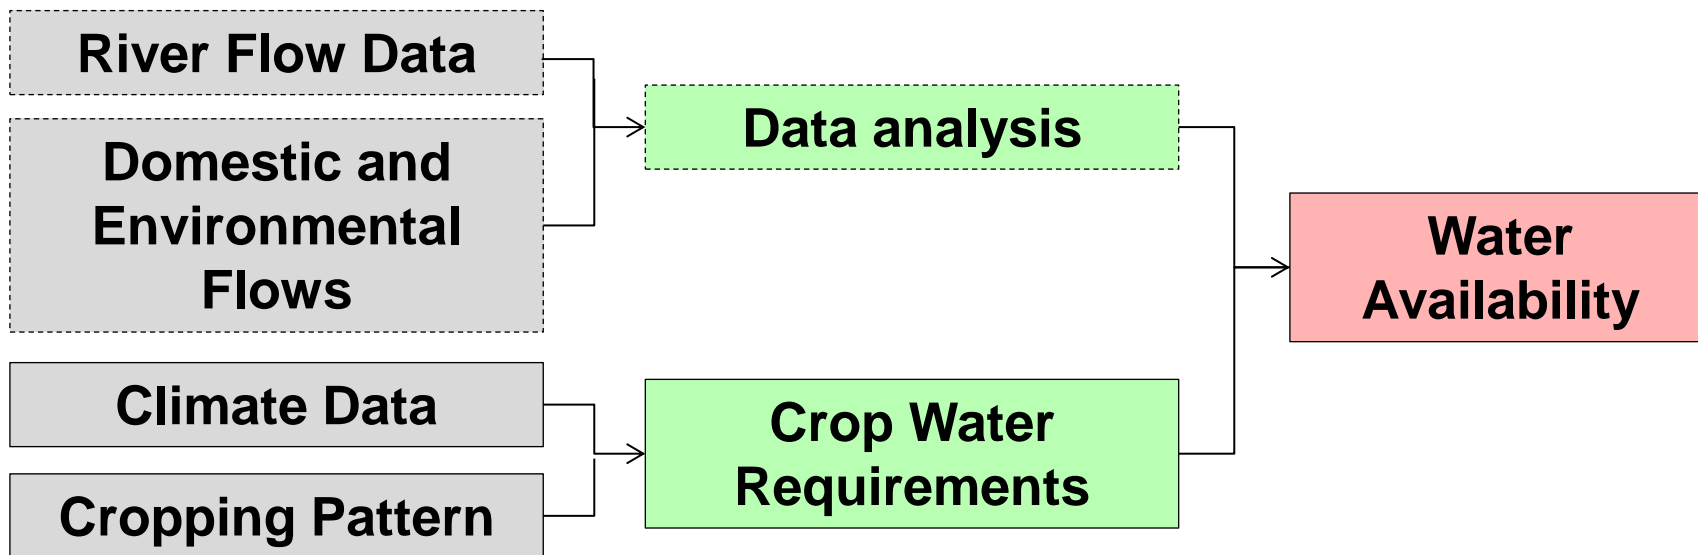 River Flow Data
Domestic and
Environmental
Flows
Climate Data
Cropping Pattern
Data analysis
Crop Water
Requirements
Water
Availability